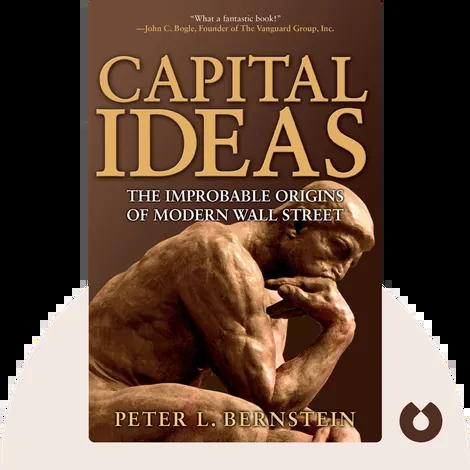 “What a fantastic book!”
—John C. Bogle, Founder of The Vanguard Group, Inc.
CAPITAL
IDEAS
THE IMPROBABLE ORIGINS
OF MODERN WALL STREET
PETER L. BERNSTEIN